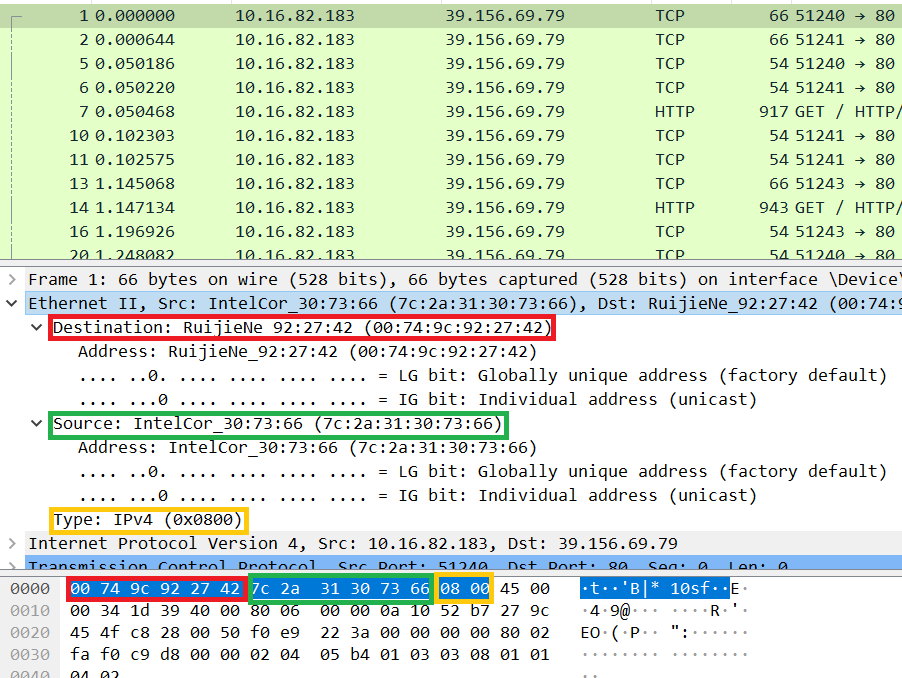 1 0.000000 10.16.82.183 39.156.69.79 TCP 66 51240 → 80
2 0.000644 10.16.82.183 39.156.69.79 TCP 66 51241 → 80
5 0.050186 10.16.82.183 39.156.69.79 TCP 54 51240 → 80
6 0.050220 10.16.82.183 39.156.69.79 TCP 54 51241 → 80
7 0.050468 10.16.82.183 39.156.69.79 HTTP 917 GET / HTTP/
10 0.102303 10.16.82.183 39.156.69.79 TCP 54 51241 → 80
11 0.102575 10.16.82.183 39.156.69.79 TCP 54 51241 → 80
13 1.145068 10.16.82.183 39.156.69.79 TCP 66 51243 → 80
14 1.147134 10.16.82.183 39.156.69.79 HTTP 943 GET / HTTP/
16 1.196926 10.16.82.183 39.156.69.79 TCP 54 51243 → 80
20 1.248082 10.16.82.183 39.156.69.79 TCP 54 51240 → 80
Frame 1: 66 bytes on wire (528 bits), 66 bytes captured (528 bits) on interface \Device\
Ethernet II, Src: IntelCor_30:73:66 (7c:2a:31:30:73:66), Dst: RuijieNe_92:27:42 (00:74:9
Destination: RuijieNe 92:27:42 (00:74:9c:92:27:42)
Address: RuijieNe_92:27:42 (00:74:9c:92:27:42)
.... ..0. .... .... .... .... = LG bit: Globally unique address (factory default)
.... ...0 .... .... .... .... = IG bit: Individual address (unicast)
Source: IntelCor_30:73:66 (7c:2a:31:30:73:66)
Address: IntelCor_30:73:66 (7c:2a:31:30:73:66)
.... ..0. .... .... .... .... = LG bit: Globally unique address (factory default)
.... ...0 .... .... .... .... = IG bit: Individual address (unicast)
Type: IPv4 (0x0800)
Internet Protocol Version 4, Src: 10.16.82.183, Dst: 39.156.69.79
Transmission Control Protocol, Src Port: 51240, Dst Port: 80, Seq: 0, Len: 0
0000 00 74 9c 92 27 42 7c 2a 31 30 73 66 08 00 45 00 ·t··'B|* 10sf··E·
0010 00 34 1d 39 40 00 80 06 00 00 0a 10 52 b7 27 9c ·4·9@··· ····R·'·
0020 45 4f c8 28 00 50 f0 e9 22 3a 00 00 00 00 80 02 EO·(·P·· ":······
0030 fa f0 c9 d8 00 00 02 04 05 b4 01 03 03 08 01 01 ········ ········
0040 04 02 ··